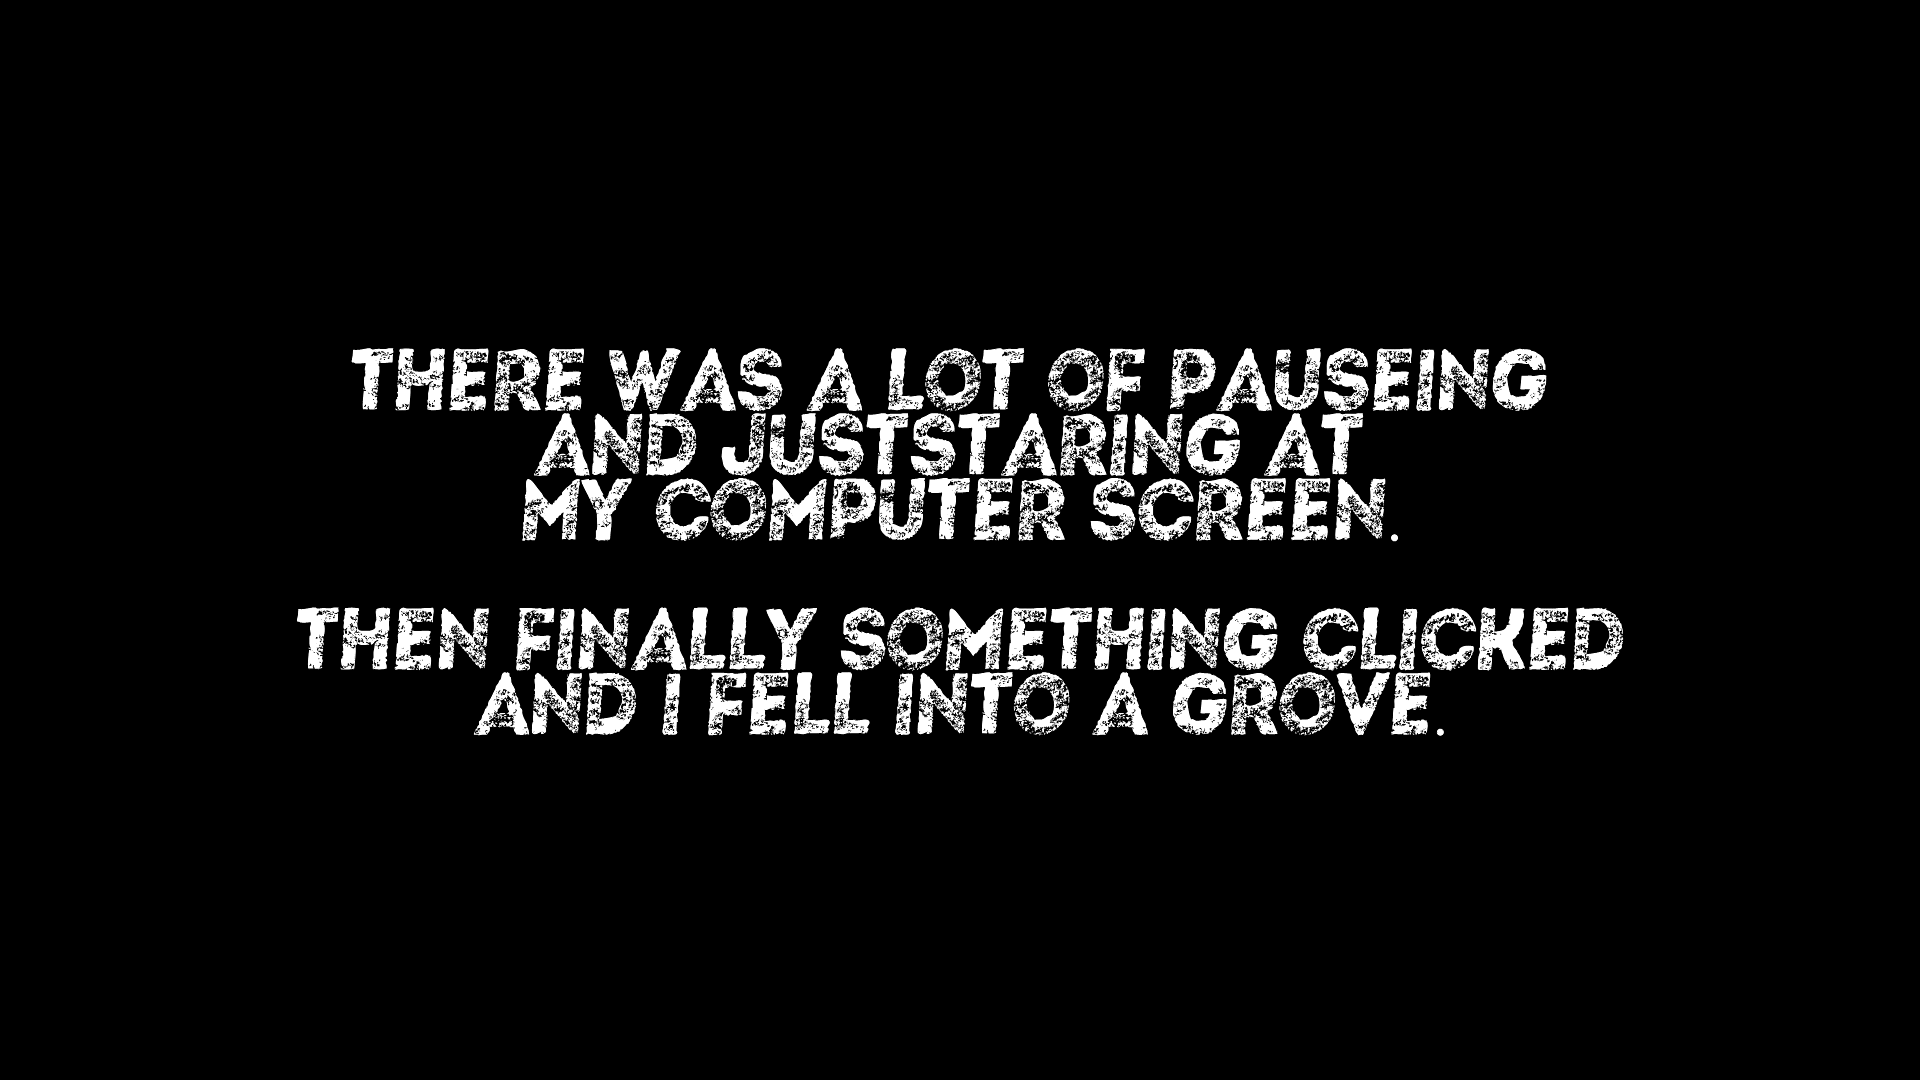 THERE WAS A LOT OF PAUSEING
AND JUSTSTARING AT
MY COMPUTER SCREEN.
THEN FINALLY SOMETHING CLICKED
AND I FELL INTO A GROVE.